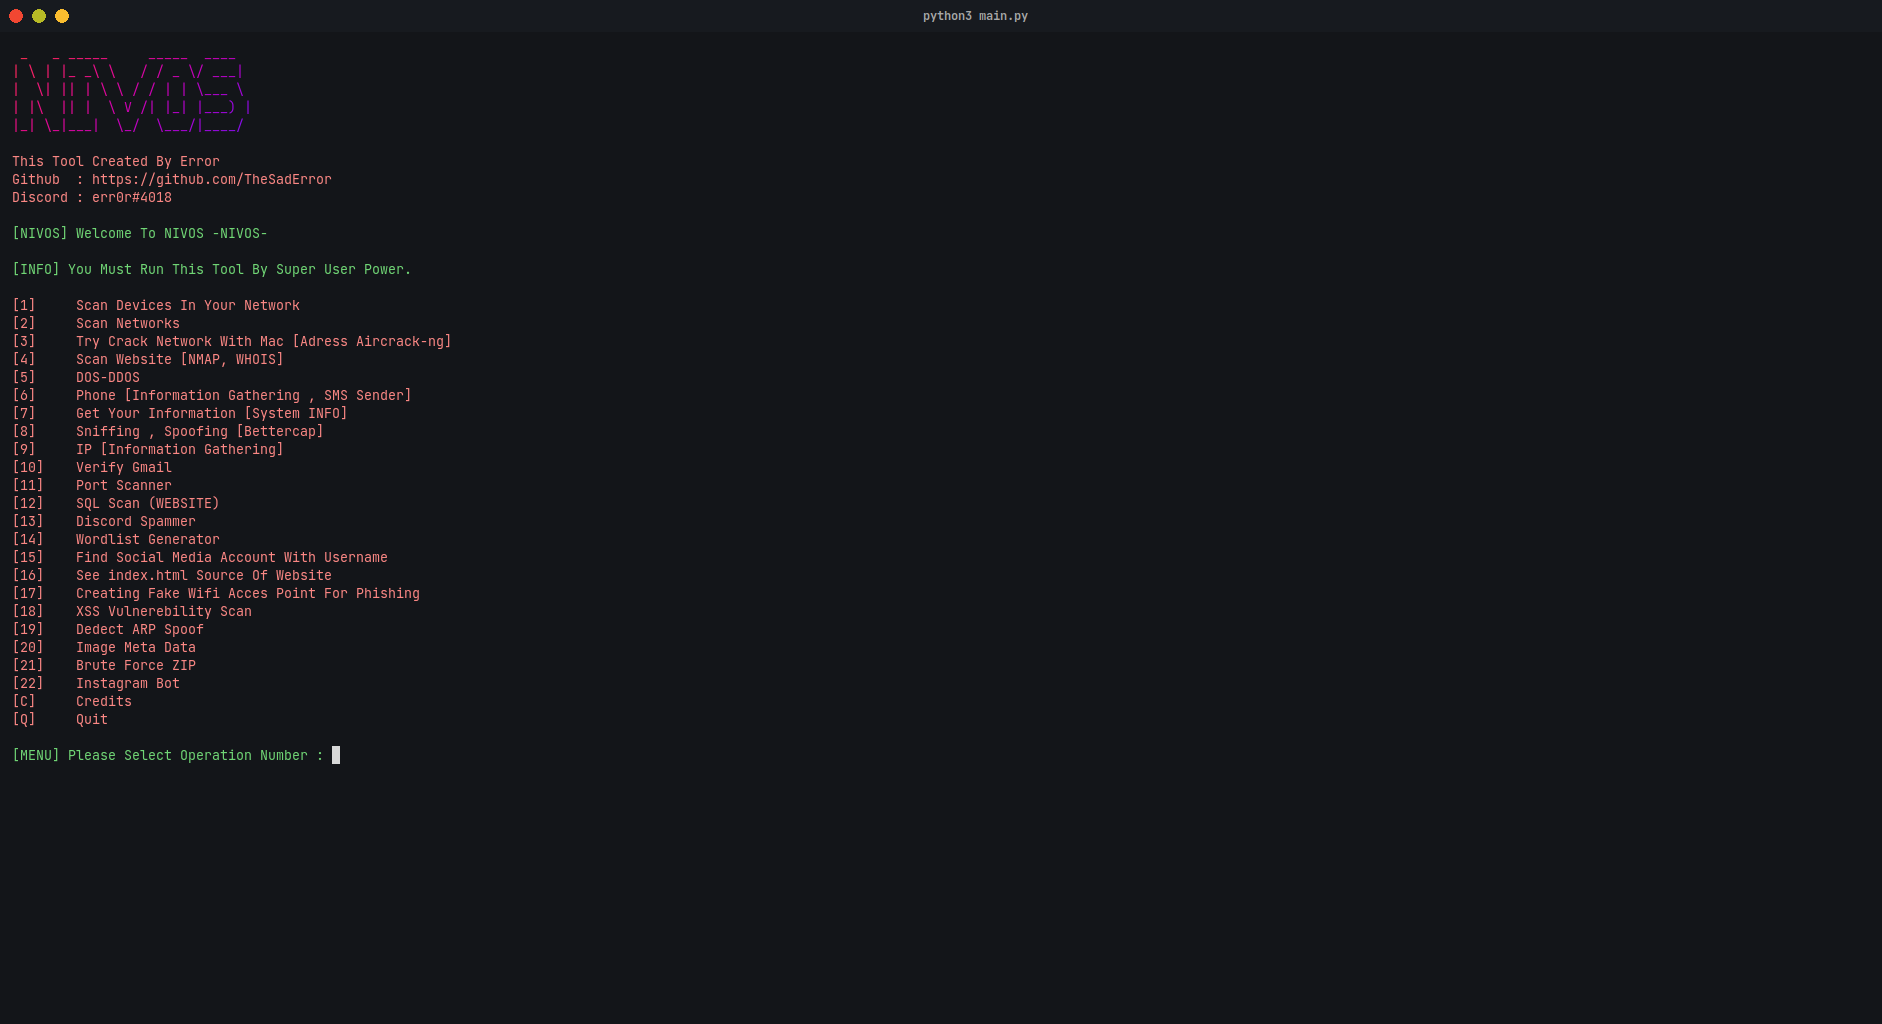 python3 main.py
NIVOS
This Tool Created By Error
Github  : https://github.com/TheSadError
Discord : err0r#4018
[NIVOS] Welcome To NIVOS -NIVOS-
[INFO] You Must Run This Tool By Super User Power.
[1]     Scan Devices In Your Network
[2]     Scan Networks
[3]     Try Crack Network With Mac [Adress Aircrack-ng]
[4]     Scan Website [NMAP, WHOIS]
[5]     DOS-DDOS
[6]     Phone [Information Gathering , SMS Sender]
[7]     Get Your Information [System INFO]
[8]     Sniffing , Spoofing [Bettercap]
[9]     IP [Information Gathering]
[10]    Verify Gmail
[11]    Port Scanner
[12]    SQL Scan (WEBSITE)
[13]    Discord Spammer
[14]    Wordlist Generator
[15]    Find Social Media Account With Username
[16]    See index.html Source Of Website
[17]    Creating Fake Wifi Acces Point For Phishing
[18]    XSS Vulnerebility Scan
[19]    Dedect ARP Spoof
[20]    Image Meta Data
[21]    Brute Force ZIP
[22]    Instagram Bot
[C]     Credits
[Q]     Quit
[MENU] Please Select Operation Number :